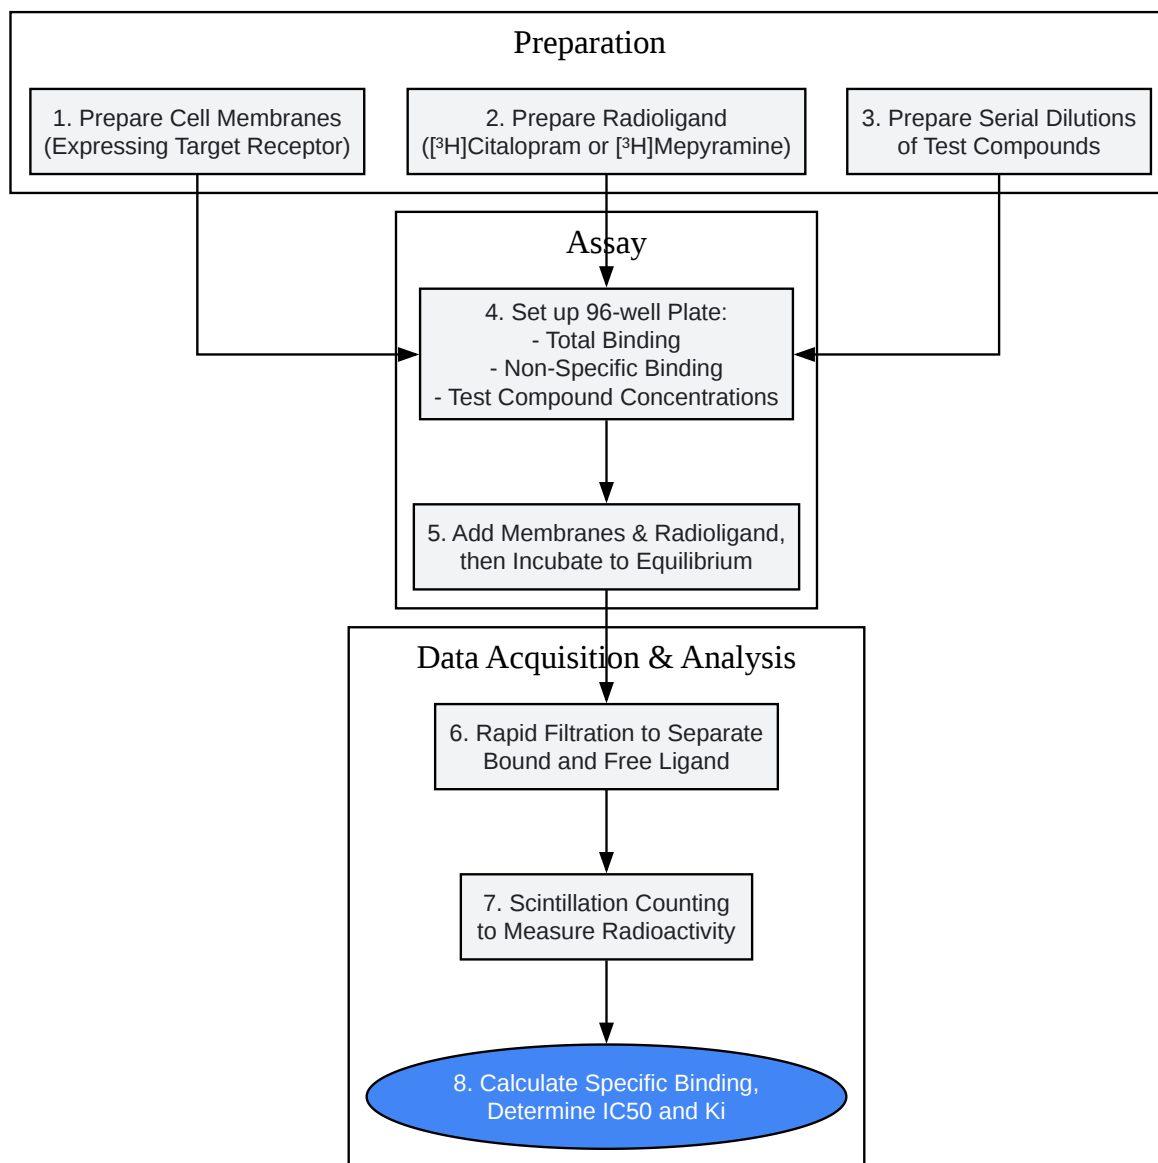 Preparation
1. Prepare Cell Membranes
(Expressing Target Receptor)
2. Prepare Radioligand
([³H]Citalopram or [³H]Mepyramine)
3. Prepare Serial Dilutions
of Test Compounds
Assay
4. Set up 96-well Plate:
- Total Binding
- Non-Specific Binding
- Test Compound Concentrations
5. Add Membranes & Radioligand,
then Incubate to Equilibrium
Data Acquisition & Analysis
6. Rapid Filtration to Separate
Bound and Free Ligand
7. Scintillation Counting
to Measure Radioactivity
8. Calculate Specific Binding,
Determine IC50 and Ki